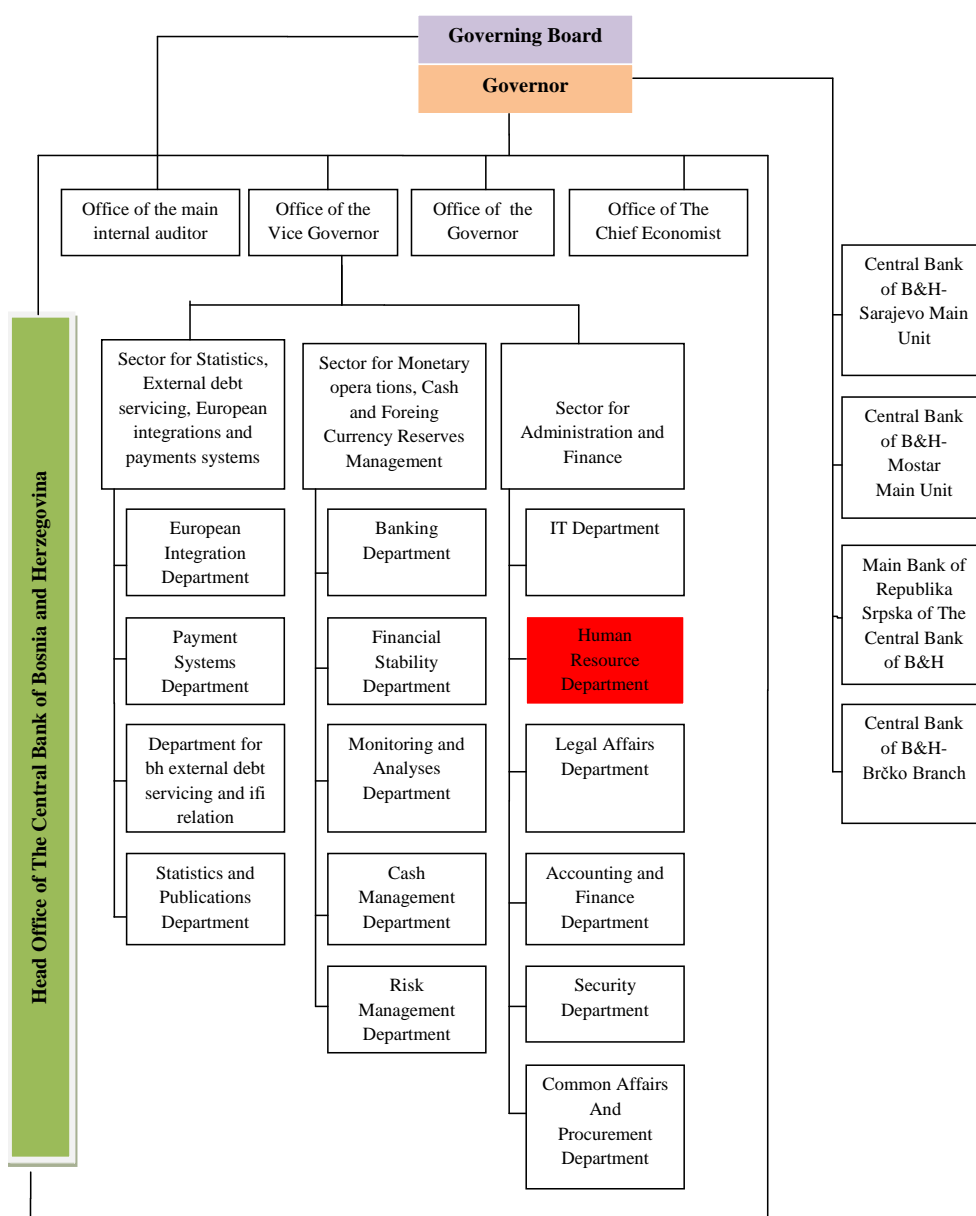 Governing Board
Governor
Office of the main
internal auditor
Office of the
Vice Governor
Office of  the
Governor
Office of The
Chief Economist
Central Bank
of B&H-
Sarajevo Main
Unit
Central Bank
of B&H-
Mostar
Main Unit
Main Bank of
Republika
Srpska of The
Central Bank
of B&H
Central Bank
of B&H-
Brčko Branch
Head Office of The Central Bank of Bosnia and Herzegovina
Sector for Statistics,
External debt
servicing, European
integrations and
payments systems
European
Integration
Department
Payment
Systems
Department
Department for
bh external debt
servicing and ifi
relation
Statistics and
Publications
Department
Sector for Monetary
opera tions, Cash
and Foreing
Currency Reserves
Management
Banking
Department
Financial
Stability
Department
Monitoring and
Analyses
Department
Cash
Management
Department
Risk
Management
Department
Sector for
Administration and
Finance
IT Department
Human
Resource
Department
Legal Affairs
Department
Accounting and
Finance
Department
Security
Department
Common Affairs
And
Procurement
Department